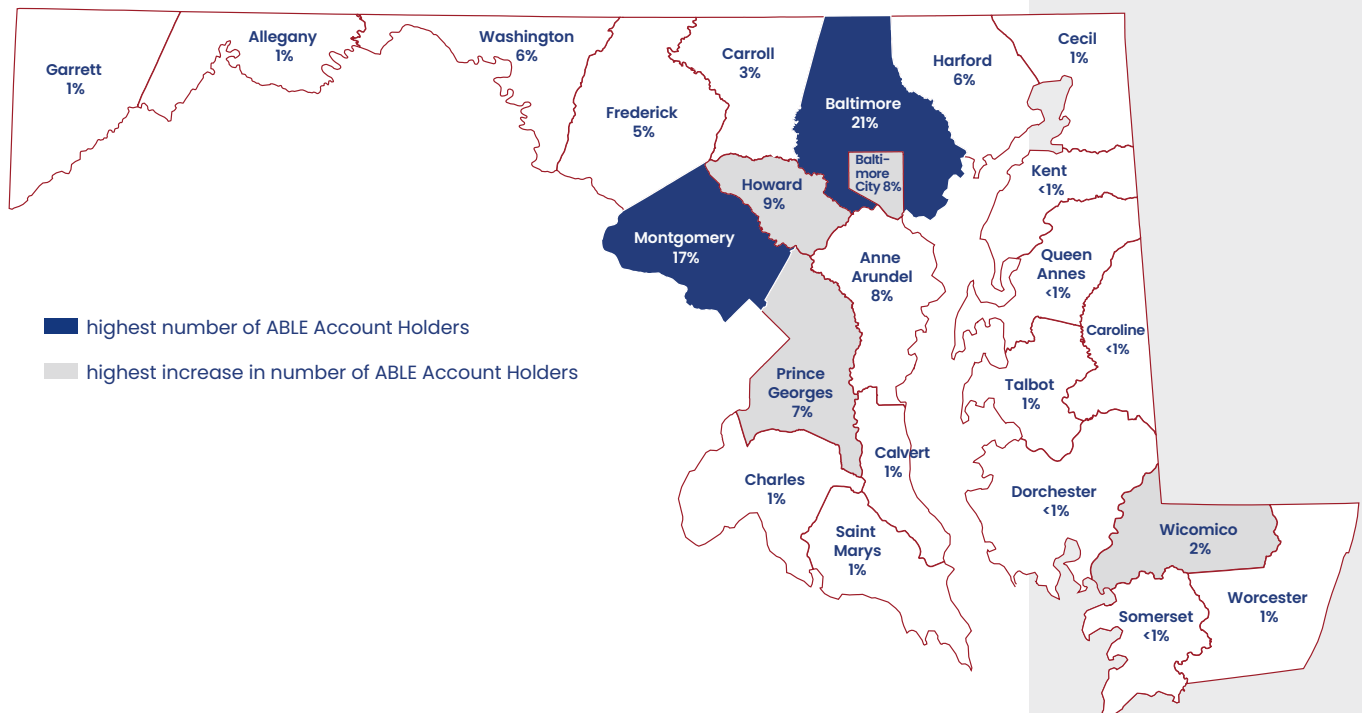 Garrett
1%
Allegany
1%
Washington
6%
Frederick
5%
Carroll
3%
Baltimore
21%
Harford
6%
Cecil
1%
Balti-
more
City 8%
Howard
9%
Montgomery
17%
Kent
<1%
Anne
Arundel
8%
Queen
Annes
<1%
Caroline
<1%
highest number of ABLE Account Holders
highest increase in number of ABLE Account Holders
Prince
Georges
7%
Talbot
1%
Calvert
1%
Charles
1%
Dorchester
<1%
Saint
Marys
1%
Wicomico
2%
Worcester
1%
Somerset
<1%